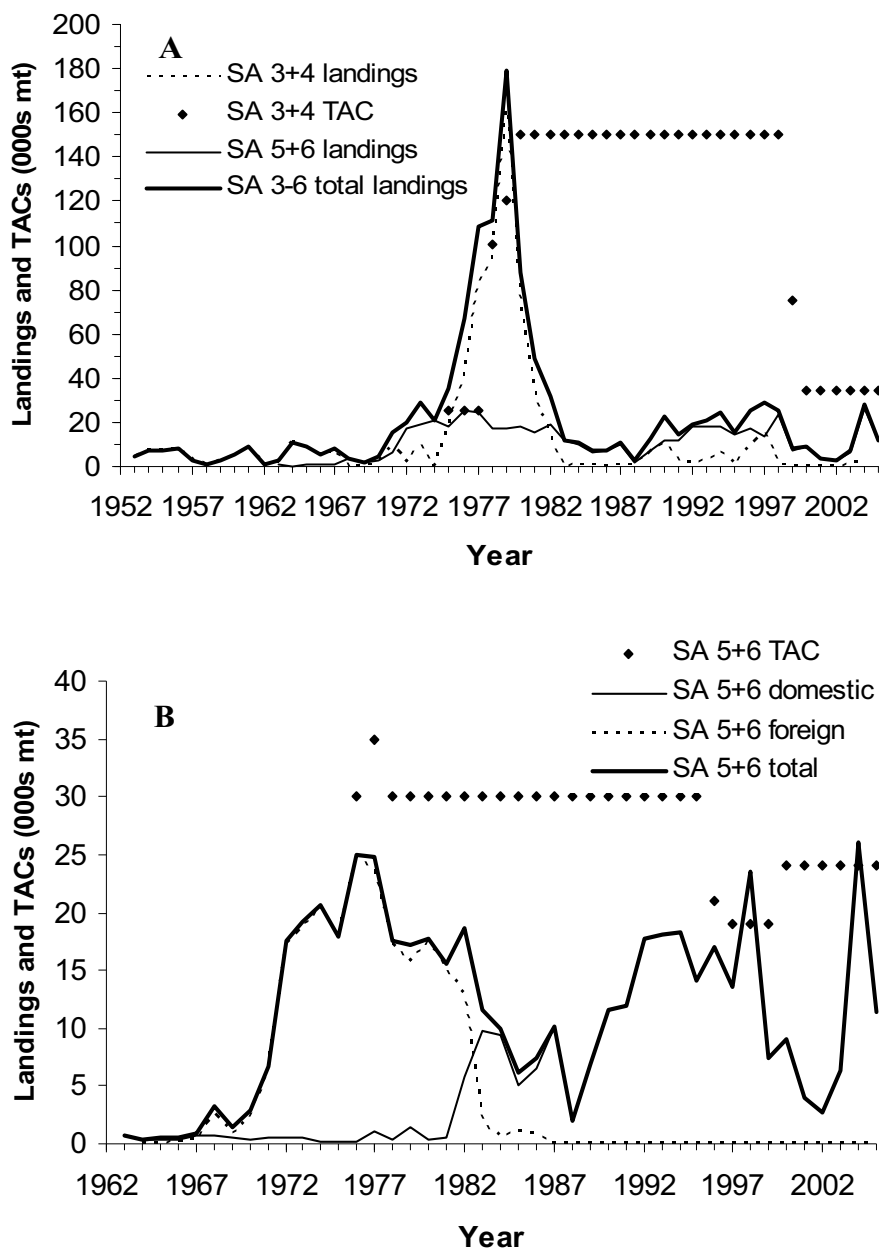 A
SA 3+4 landings
SA 3+4 TAC
SA 5+6 landings
SA 3-6 total landings
Landings and TACs (000s mt)
200
180
160
140
120
100
80
60
40
20
0
1952 1957 1962 1967 1972 1977 1982 1987 1992 1997 2002
Year
B
SA 5+6 TAC
SA 5+6 domestic
SA 5+6 foreign
SA 5+6 total
Landings and TACs (000s mt)
40
35
30
25
20
15
10
5
0
1962 1967 1972 1977 1982 1987 1992 1997 2002
Year